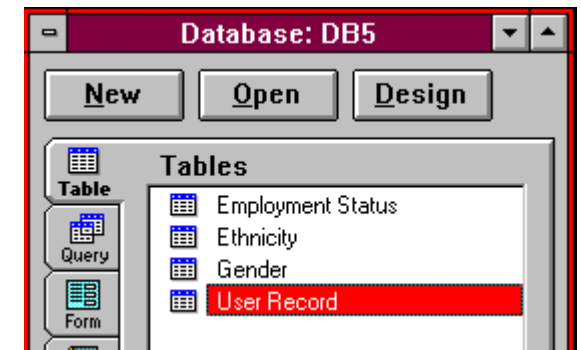 Database: DB5
New Open Design
Table
Tables
Employment Status
Query
Ethnicity
Gender
Form
User Record